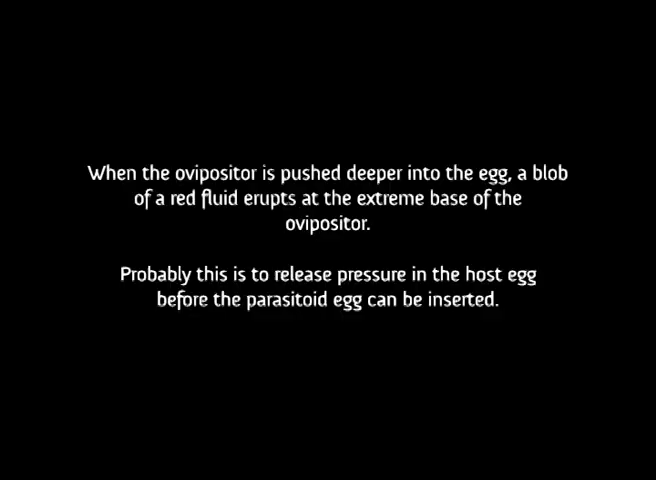 When the ovipositor is pushed deeper into the egg, a blob
of a red fluid erupts at the extreme base of the
ovipositor.
Probably this is to release pressure in the host egg
before the parasitoid egg can be inserted.